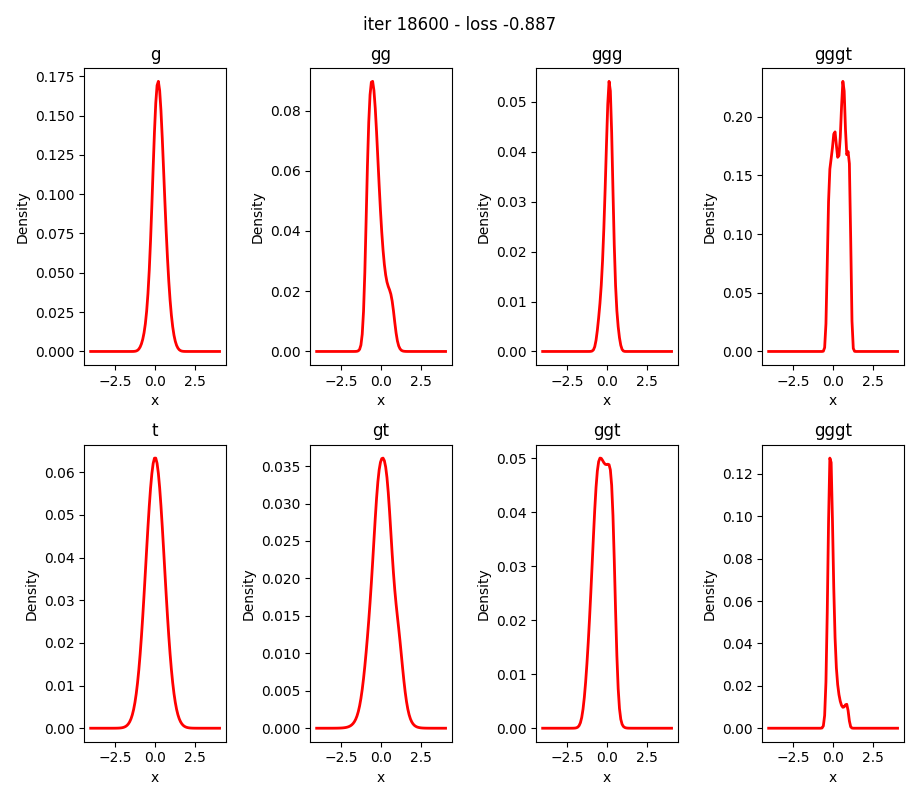 iter 18600 - loss -0.887
g
gg
ggg
gggt
0.175
0.150
0.125
0.100
0.075
0.050
0.025
0.000
Density
−2.5 0.0 2.5
x
0.08
0.06
0.04
0.02
0.00
Density
−2.5 0.0 2.5
x
0.05
0.04
0.03
0.02
0.01
0.00
Density
−2.5 0.0 2.5
x
0.20
0.15
0.10
0.05
0.00
Density
−2.5 0.0 2.5
x
t
gt
ggt
gggt
0.06
0.05
0.04
0.03
0.02
0.01
0.00
Density
−2.5 0.0 2.5
x
0.035
0.030
0.025
0.020
0.015
0.010
0.005
0.000
Density
−2.5 0.0 2.5
x
0.05
0.04
0.03
0.02
0.01
0.00
Density
−2.5 0.0 2.5
x
0.12
0.10
0.08
0.06
0.04
0.02
0.00
Density
−2.5 0.0 2.5
x